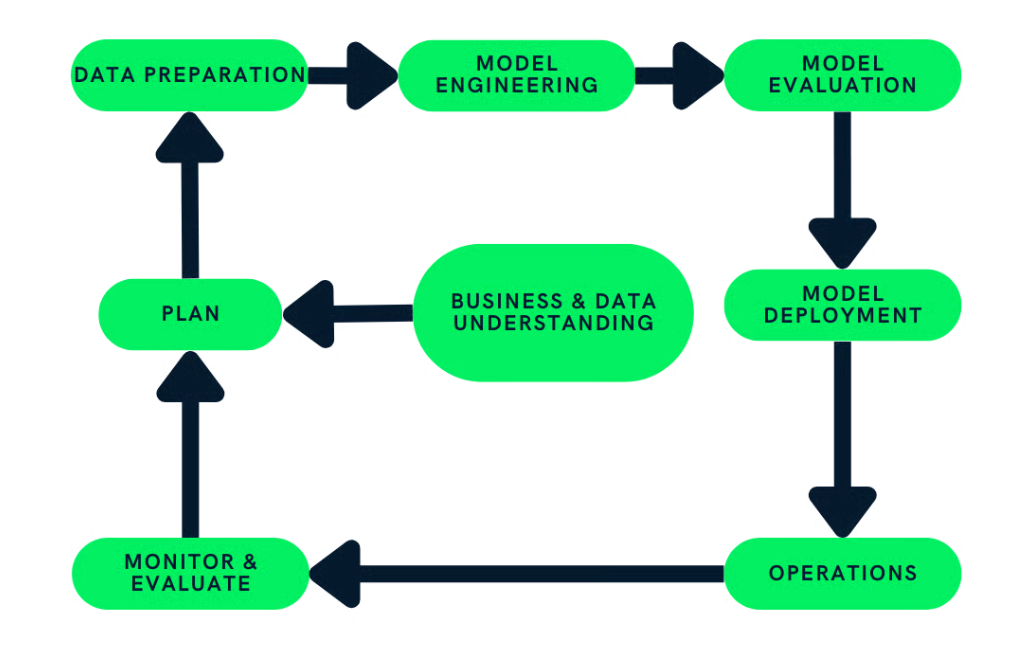 DATA PREPARATION
MODEL
ENGINEERING
MODEL
EVALUATION
PLAN
BUSINESS & DATA
UNDERSTANDING
MODEL
DEPLOYMENT
MONITOR &
EVALUATE
OPERATIONS